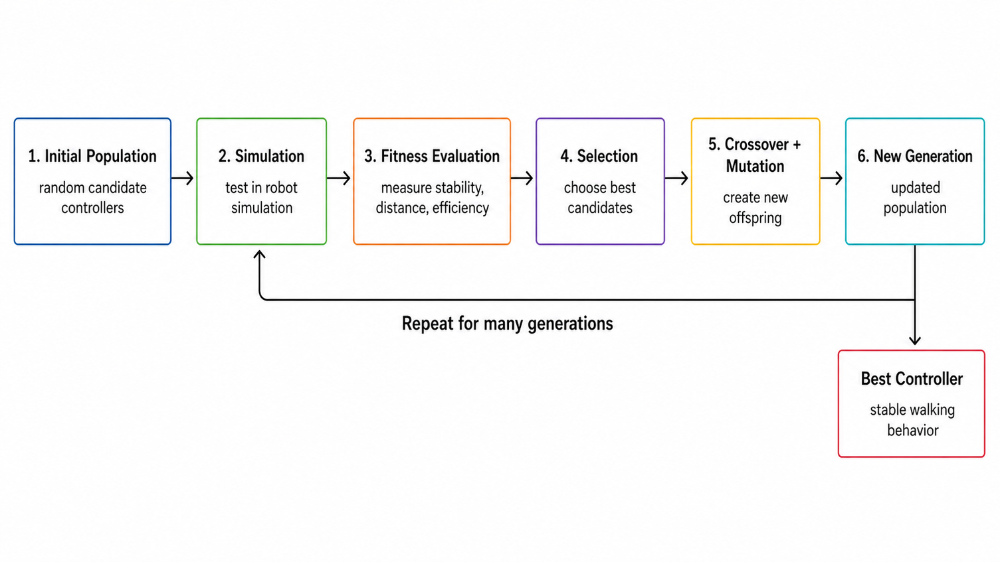 1. Initial Population
random candidate
controllers
2. Simulation
test in robot
simulation
3. Fitness Evaluation
measure stability,
distance, efficiency
4. Selection
choose best
candidates
5. Crossover +
Mutation
create new
offspring
6. New Generation
updated
population
Repeat for many generations
Best Controller
stable walking
behavior